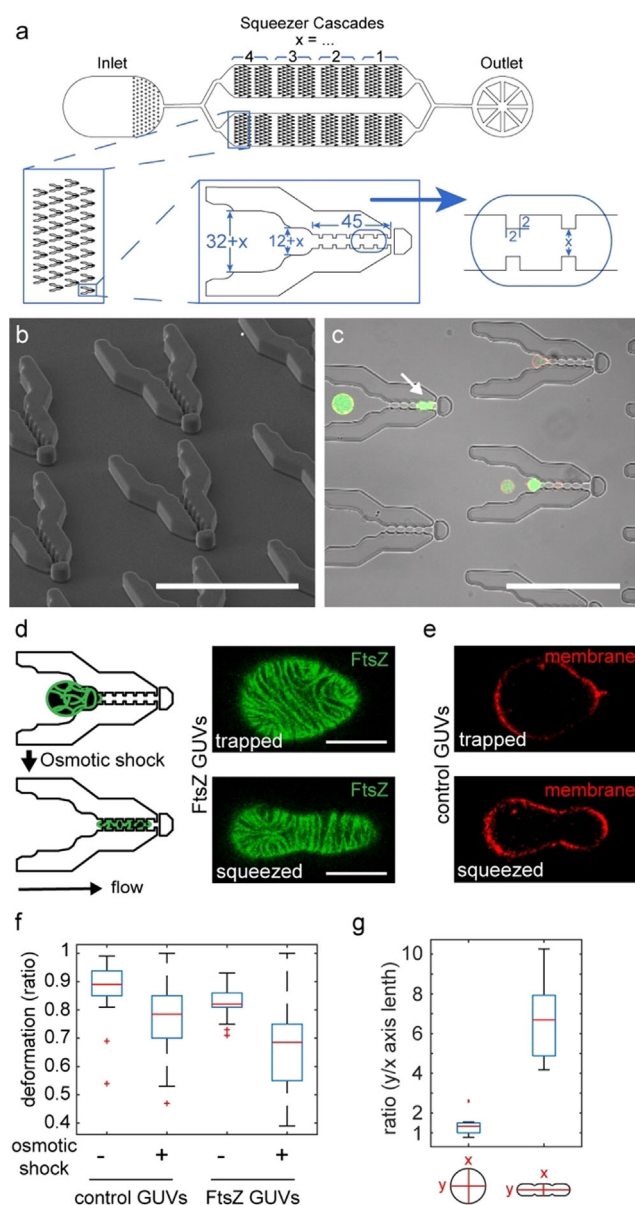 a
Squeezer Cascades
x = ...
Inlet
4 3 2 1
Outlet
32+x
12+x
45
2
2
x
b
c
d
Osmotic shock
flow
FtsZ GUVs
FtsZ
trapped
FtsZ
squeezed
e
control GUVs
membrane
trapped
membrane
squeezed
f
deformation (ratio)
1
0.9
0.8
0.7
0.6
0.5
0.4
osmotic shock
- + - +
control GUVs FtsZ GUVs
g
ratio (y/x axis lenth)
10
8
6
4
2
1
x
y
x
y